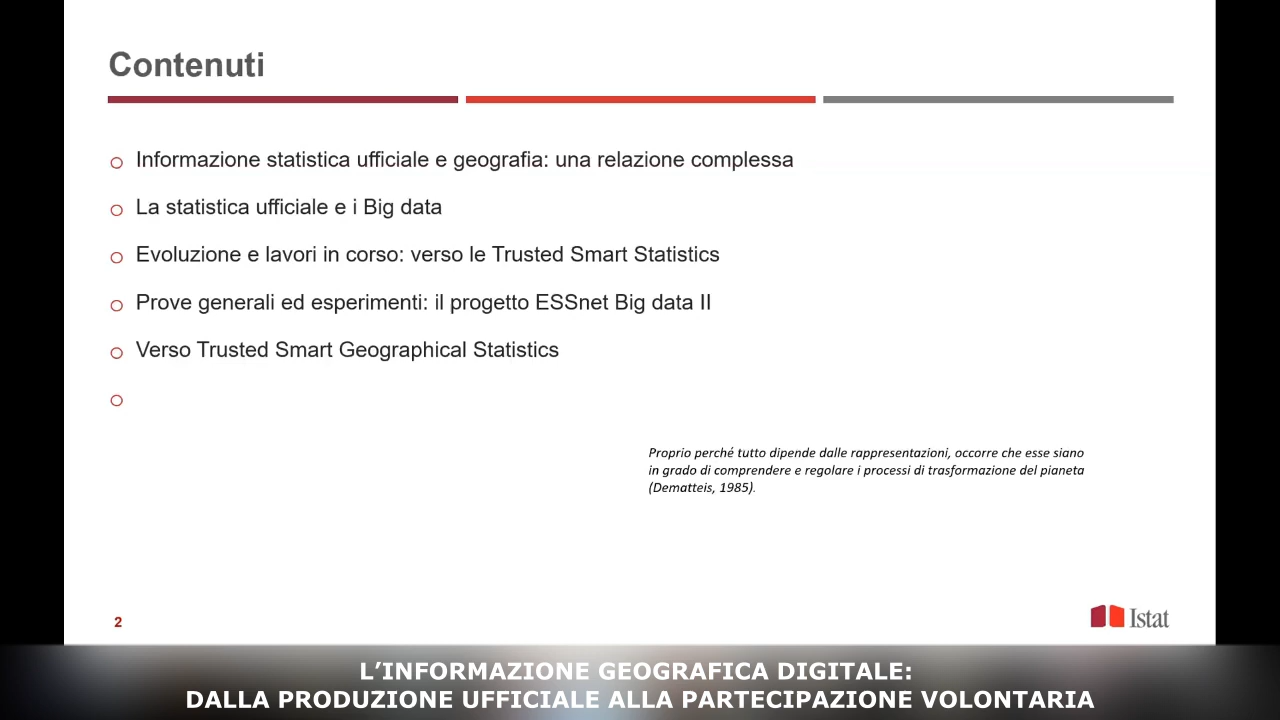 Contenuti
Informazione statistica ufficiale e geografia: una relazione complessa
La statistica ufficiale e i Big data
Evoluzione e lavori in corso: verso le Trusted Smart Statistics
Prove generali ed esperimenti: il progetto ESSnet Big data II
Verso Trusted Smart Geographical Statistics
Proprio perché tutto dipende dalle rappresentazioni, occorre che esse siano
in grado di comprendere e regolare i processi di trasformazione del pianeta
(Dematteis, 1985).
2
Istat
L’INFORMAZIONE GEOGRAFICA DIGITALE:
DALLA PRODUZIONE UFFICIALE ALLA PARTECIPAZIONE VOLONTARIA